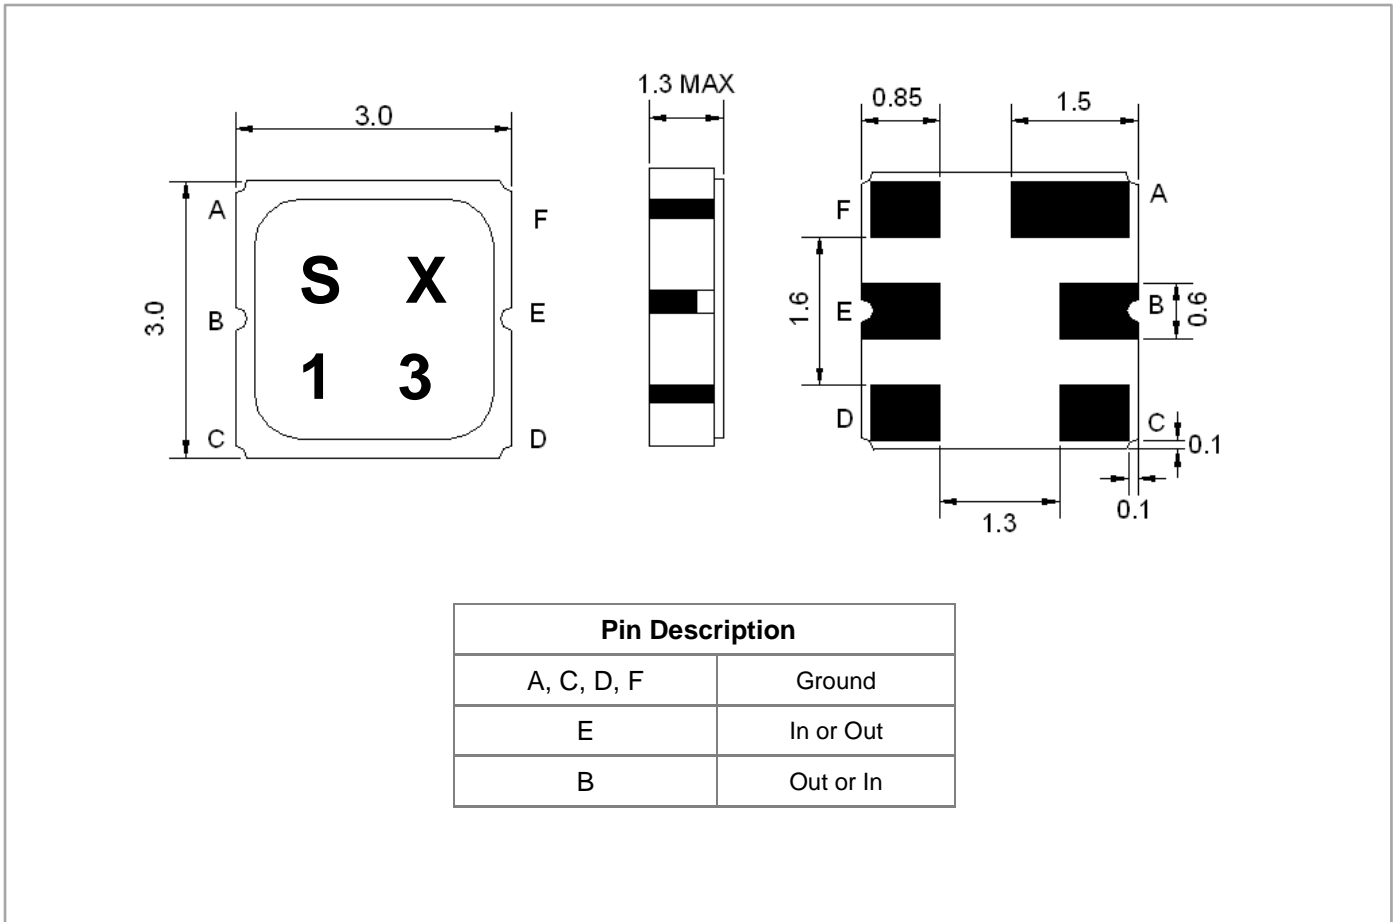 1.3 MAX
3.0
0.85
1.5
A
F
F
A
S X
3.0
B
E
1.6
E
B
0.6
1 3
C
D
D
C
0.1
0.1
1.3
Pin Description
A, C, D, F Ground
E In or Out
B Out or In